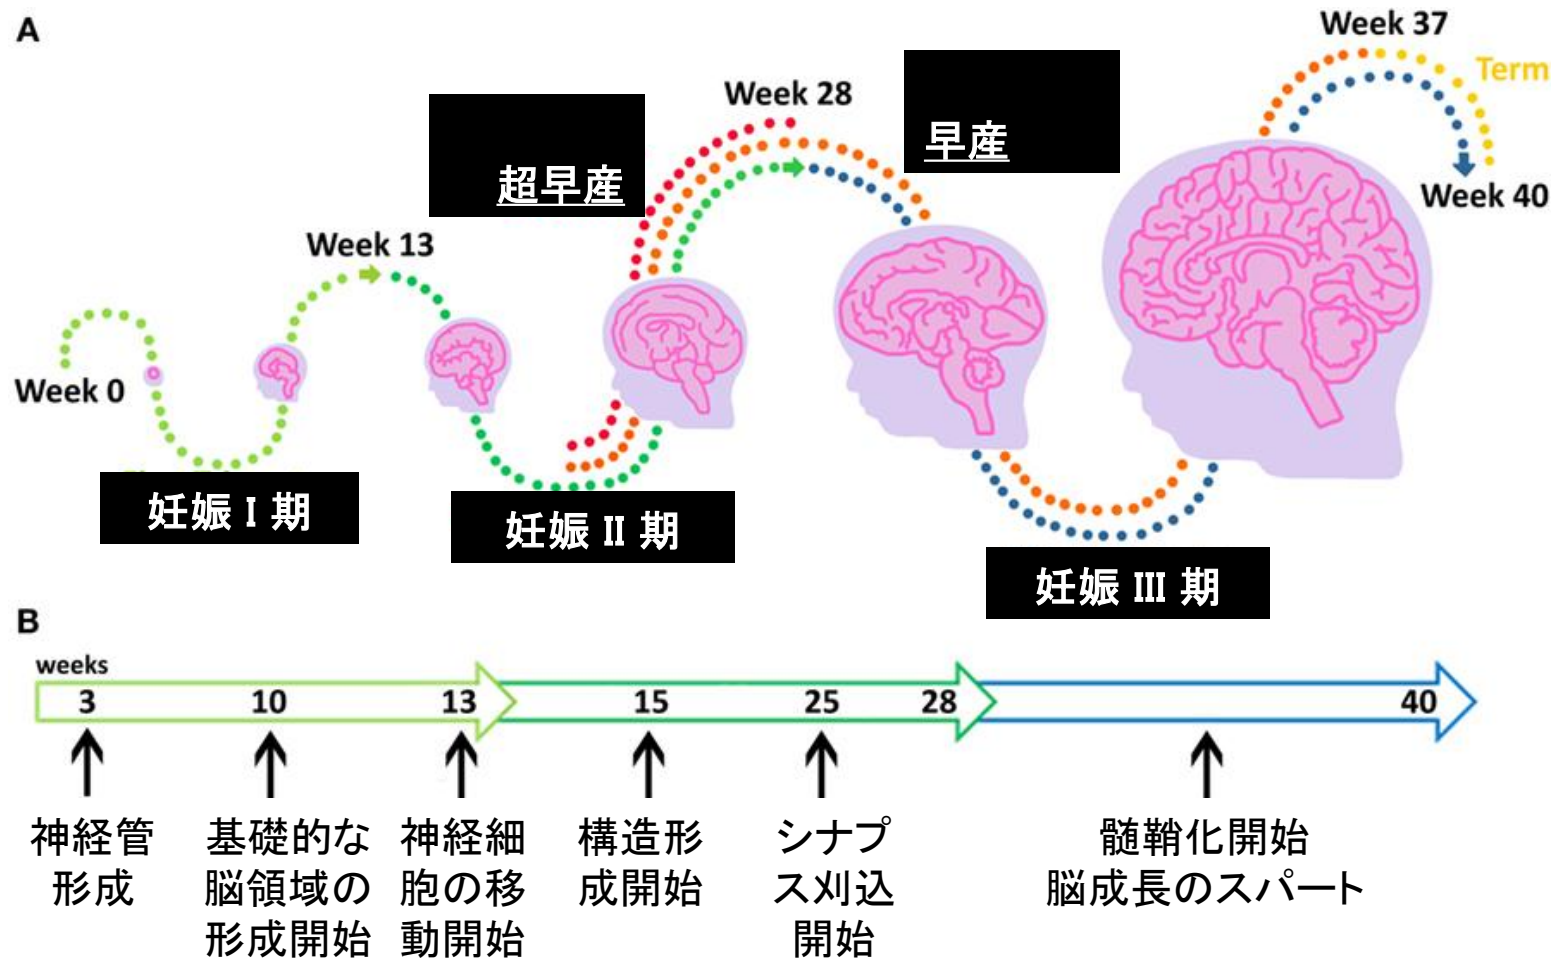 A
Week 37
Term
Week 28
早産
超早産
Week 40
Week 13
Week 0
妊娠 I 期
妊娠 II 期
妊娠 III 期
B
weeks
3 10 13 15 25 28 40
神経管
形成
基礎的な
脳領域の
形成開始
神経細
胞の移
動開始
構造形
成開始
シナプ
ス刈込
開始
髄鞘化開始
脳成長のスパート